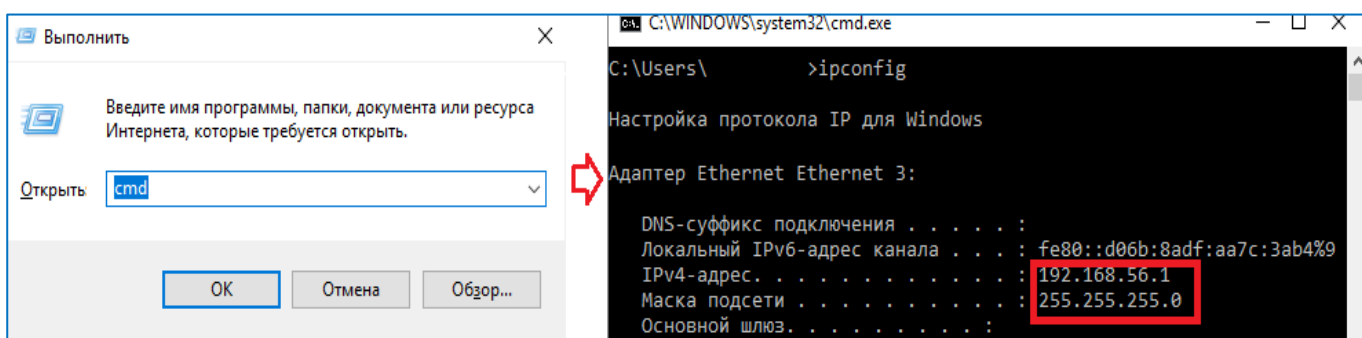 Выполнить
Введите имя программы, папки, документа или ресурса
Интернета, которые требуется открыть.
Открыть:
cmd
OK
Отмена
Обзор...
C:\WINDOWS\system32\cmd.exe
C:\Users\ >ipconfig
Настройка протокола IP для Windows
Адаптер Ethernet Ethernet 3:
DNS-суффикс подключения . . . . . :
Локальный IPv6-адрес канала . . . : fe80::d06b:8adf:aa7c:3ab4%9
IPv4-адрес. . . . . . . . . . . . : 192.168.56.1
Маска подсети . . . . . . . . . . : 255.255.255.0
Основной шлюз. . . . . . . . . :